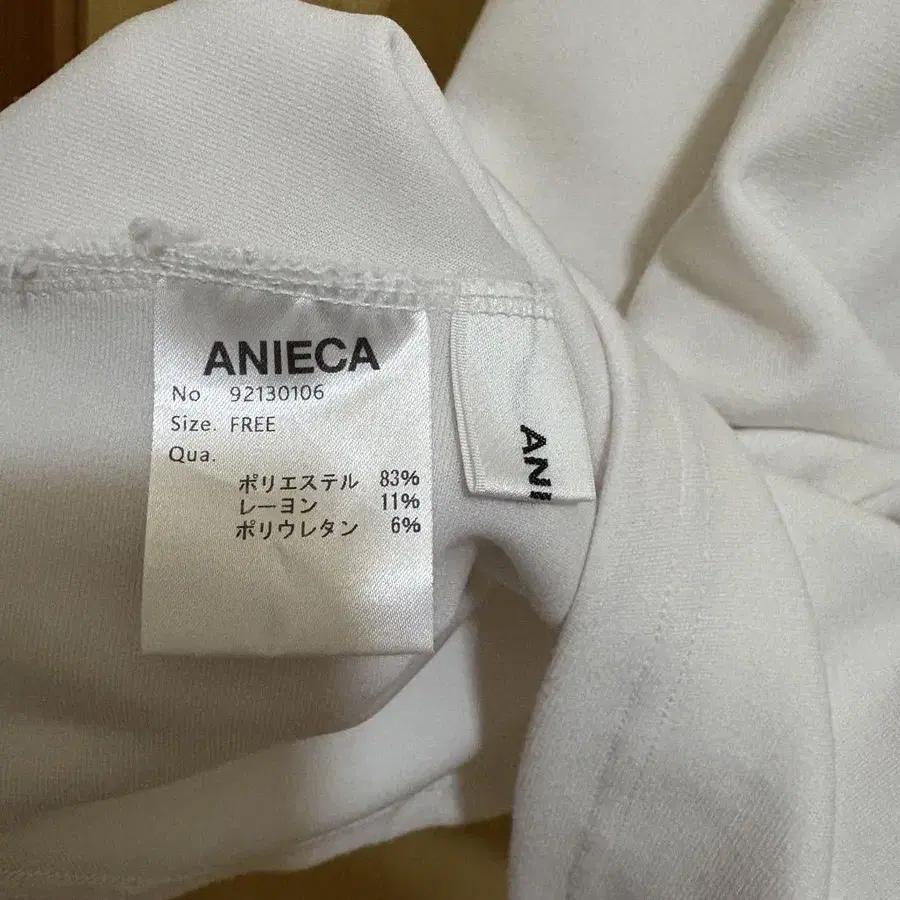 ANIECA
No 92130106
Size. FREE
Qua.
ポリエステル 83%
レーヨン 11%
ポリウレタン 6%
ANI